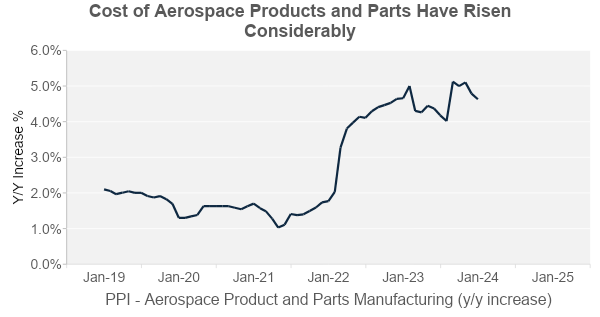 Cost of Aerospace Products and Parts Have Risen
Considerably
6.0%
5.0%
4.0%
3.0%
2.0%
1.0%
0.0%
Y/Y Increase %
Jan-19 Jan-20 Jan-21 Jan-22 Jan-23 Jan-24 Jan-25
PPI - Aerospace Product and Parts Manufacturing (y/y increase)